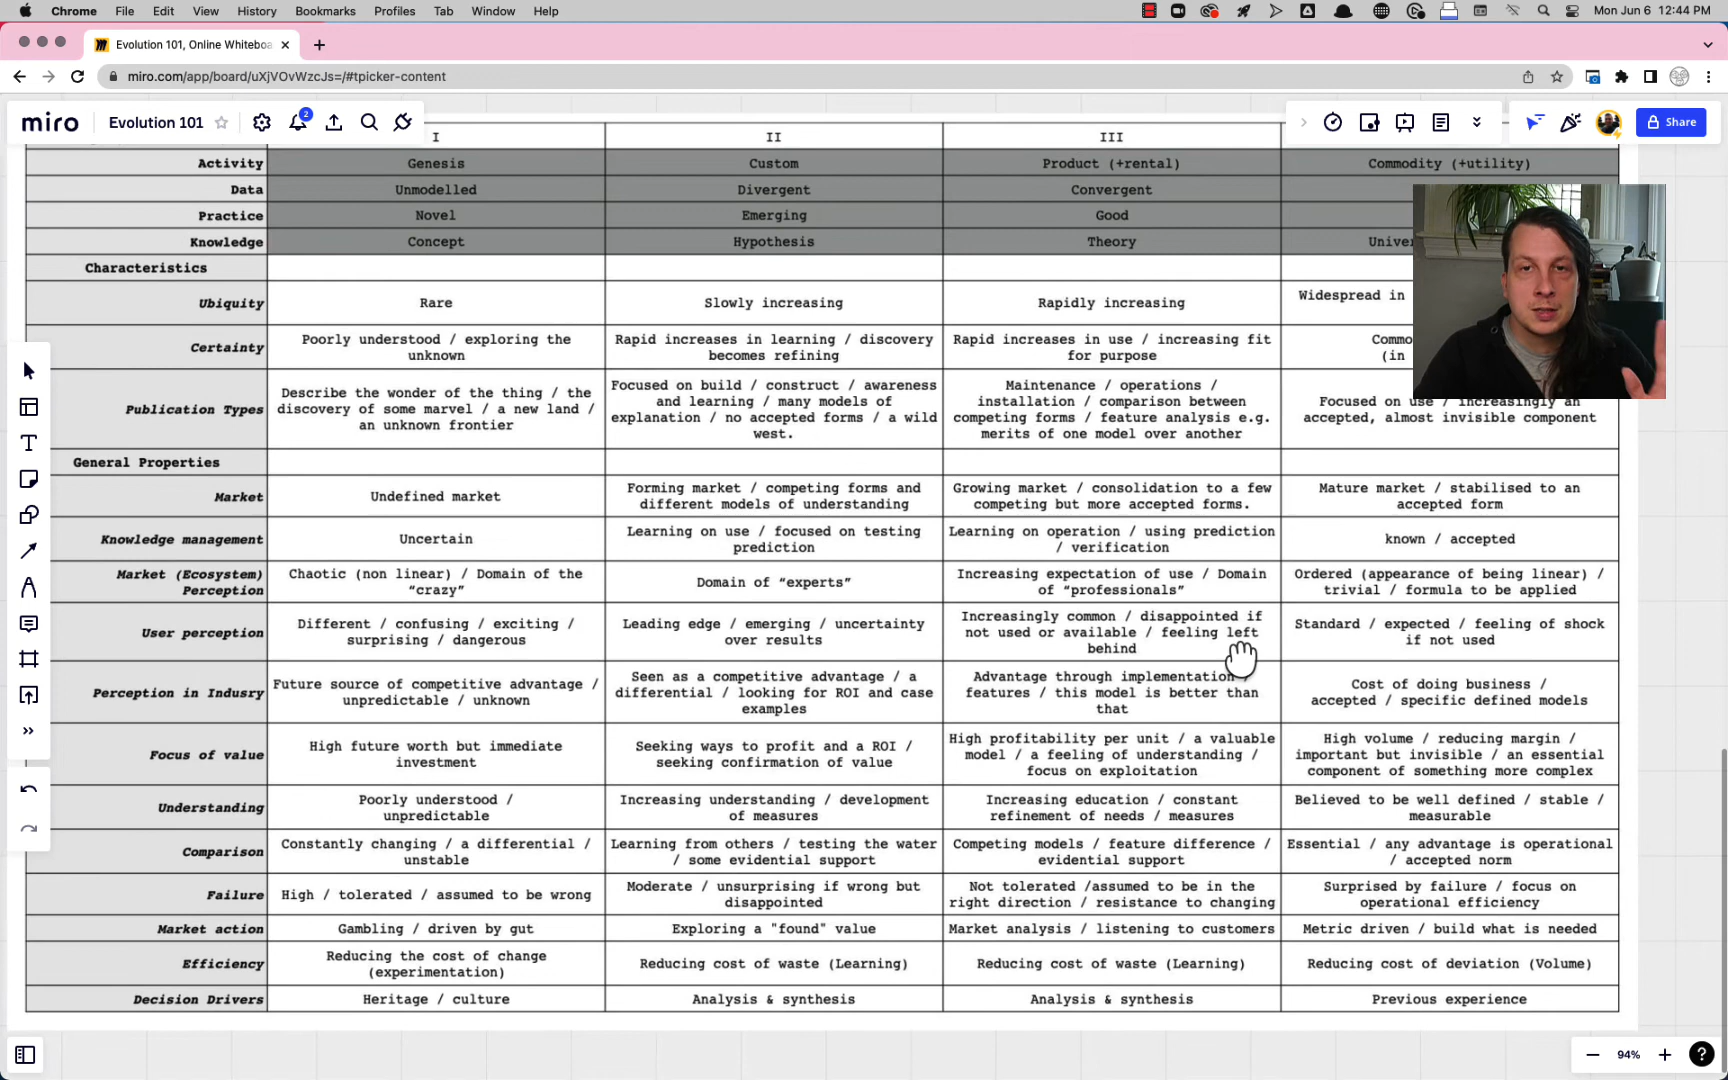 Chrome File Edit View History Bookmarks Profiles Tab Window Help Mon Jun 6 12:44 PM
Evolution 101, Online Whiteboa
miro.com/app/board/uXjVOvWzcJs=/#tpicker-content
miro Evolution 101 2 Share
I II III
Activity Genesis Custom Product (+rental) Commodity (+utility)
Data Unmodelled Divergent Convergent
Practice Novel Emerging Good
Knowledge Concept Hypothesis Theory
Characteristics
Ubiquity Rare Slowly increasing Rapidly increasing Widespread in
Certainty
Poorly understood / exploring the
unknown
Rapid increases in learning / discovery
becomes refining
Rapid increases in use / increasing fit
for purpose
(in
Publication Types
Describe the wonder of the thing / the
discovery of some marvel / a new land /
an unknown frontier
Focused on build / construct / awareness
and learning / many models of
explanation / no accepted forms / a wild
west.
Maintenance / operations /
installation / comparison between
competing forms / feature analysis e.g.
merits of one model over another
Focused on use / increasingly an
accepted, almost invisible component
General Properties
Market
Undefined market
Forming market / competing forms and
different models of understanding
Growing market / consolidation to a few
competing but more accepted forms.
Mature market / stabilised to an
accepted form
Knowledge management
Uncertain
Learning on use / focused on testing
prediction
Learning on operation / using prediction
/ verification
known / accepted
Market (Ecosystem)
Perception
Chaotic (non linear) / Domain of the
“crazy”
Domain of “experts”
Increasing expectation of use / Domain
of “professionals”
Ordered (appearance of being linear) /
trivial / formula to be applied
User perception
Different / confusing / exciting /
surprising / dangerous
Leading edge / emerging / uncertainty
over results
Increasingly common / disappointed if
not used or available / feeling left
behind
Standard / expected / feeling of shock
if not used
Perception in Indusry
Future source of competitive advantage /
unpredictable / unknown
Seen as a competitive advantage / a
differential / looking for ROI and case
examples
Advantage through implementation /
features / this model is better than
that
Cost of doing business /
accepted / specific defined models
Focus of value
High future worth but immediate
investment
Seeking ways to profit and a ROI /
seeking confirmation of value
High profitability per unit / a valuable
model / a feeling of understanding /
focus on exploitation
High volume / reducing margin /
important but invisible / an essential
component of something more complex
Understanding
Poorly understood /
unpredictable
Increasing understanding / development
of measures
Increasing education / constant
refinement of needs / measures
Believed to be well defined / stable /
measurable
Comparison
Constantly changing / a differential /
unstable
Learning from others / testing the water
/ some evidential support
Competing models / feature difference /
evidential support
Essential / any advantage is operational
/ accepted norm
Failure
High / tolerated / assumed to be wrong
Moderate / unsurprising if wrong but
disappointed
Not tolerated /assumed to be in the
right direction / resistance to changing
Surprised by failure / focus on
operational efficiency
Market action
Gambling / driven by gut
Exploring a "found" value
Market analysis / listening to customers
Metric driven / build what is needed
Efficiency
Reducing the cost of change
(experimentation)
Reducing cost of waste (Learning)
Reducing cost of waste (Learning)
Reducing cost of deviation (Volume)
Decision Drivers
Heritage / culture
Analysis & synthesis
Analysis & synthesis
Previous experience
94%